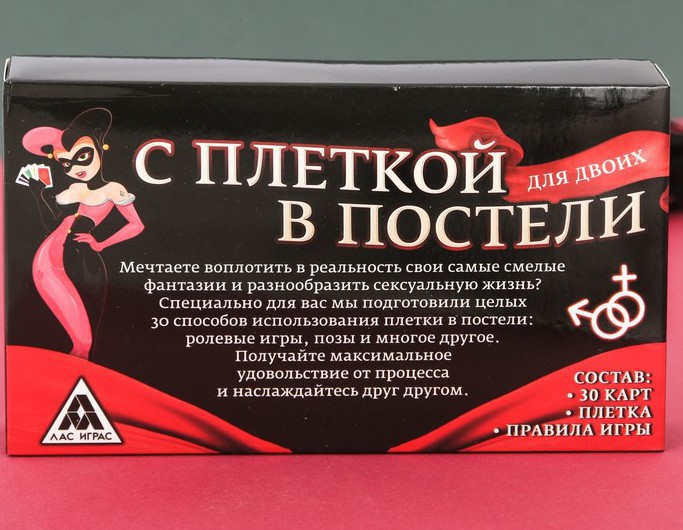 С ПЛЕТКОЙ
ДЛЯ ДВОИХ
В ПОСТЕЛИ
Мечтаете воплотить в реальность свои самые смелые
фантазии и разнообразить сексуальную жизнь?
Специально для вас мы подготовили целых
30 способов использования плетки в постели:
ролевые игры, позы и многое другое.
Получайте максимальное
удовольствие от процесса
и наслаждайтесь друг другом.
СОСТАВ:
• 30 КАРТ
• ПЛЕТКА
• ПРАВИЛА ИГРЫ
ЛАС ИГРАС